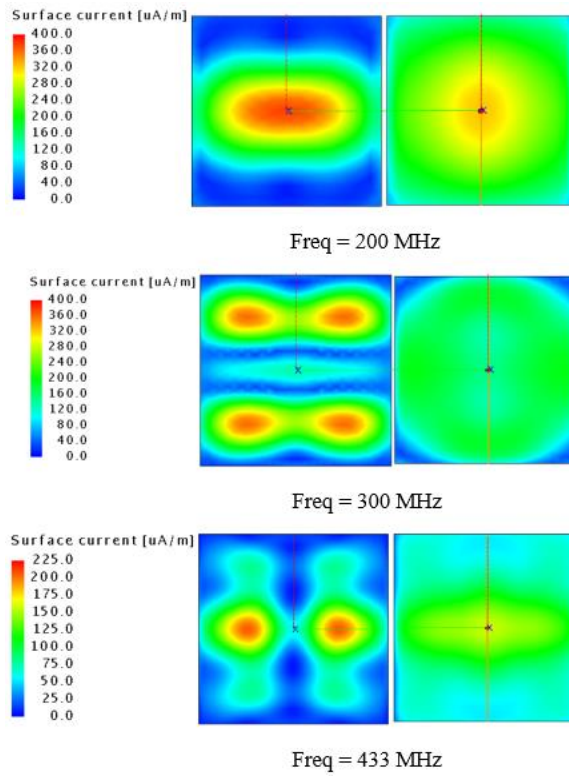 Surface current [uA/m]
400.0
360.0
320.0
280.0
240.0
200.0
160.0
120.0
80.0
40.0
0.0
X
X
Freq = 200 MHz
Surface current [uA/m]
400.0
360.0
320.0
280.0
240.0
200.0
160.0
120.0
80.0
40.0
0.0
X
X
Freq = 300 MHz
Surface current [uA/m]
225.0
200.0
175.0
150.0
125.0
100.0
75.0
50.0
25.0
0.0
X
X
Freq = 433 MHz